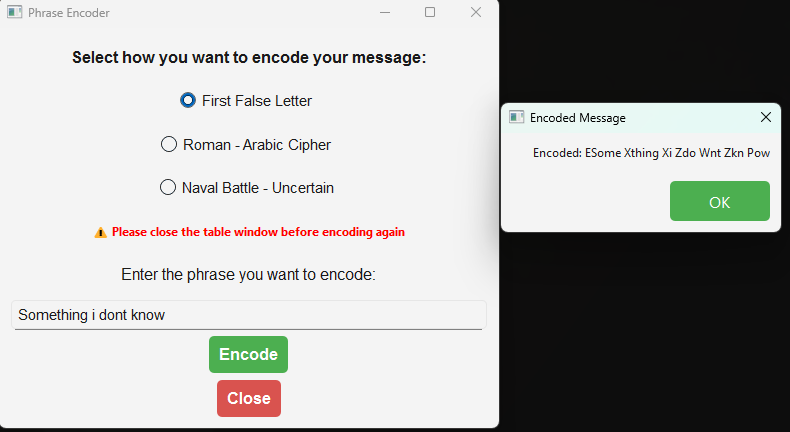 Phrase Encoder
Select how you want to encode your message:
First False Letter
Roman - Arabic Cipher
Naval Battle - Uncertain
⚠ Please close the table window before encoding again
Enter the phrase you want to encode:
Something i dont know
Encode
Close
Encoded Message
Encoded: ESome Xthing Xi Zdo Wnt Zkn Pow
OK